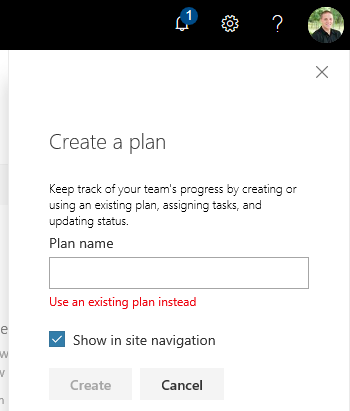 1
?
Create a plan
Keep track of your team's progress by creating or
using an existing plan, assigning tasks, and
updating status.
Plan name
Use an existing plan instead
Show in site navigation
Create
Cancel